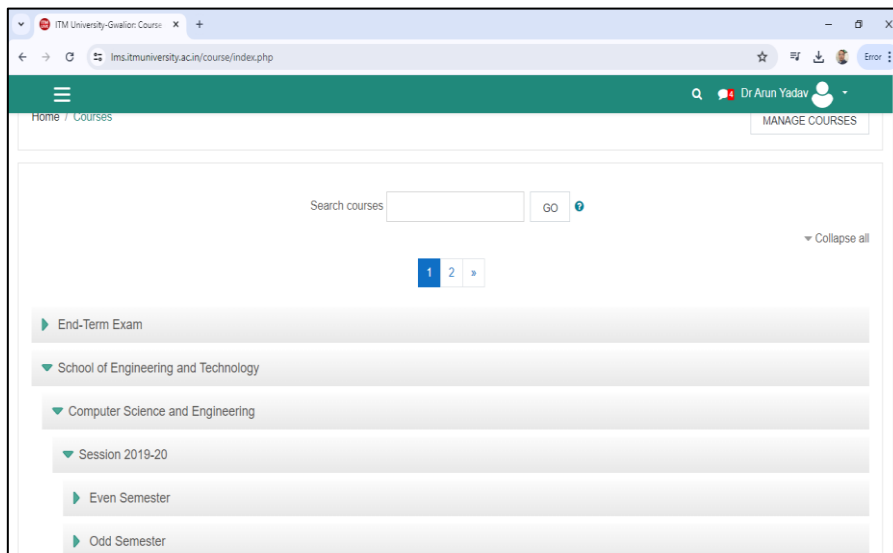 ITM University-Gwalior: Course
lms.itmuniversity.ac.in/course/index.php
Error
4 Dr Arun Yadav
Home / Courses
MANAGE COURSES
Search courses GO ?
Collapse all
1 2 »
End-Term Exam
School of Engineering and Technology
Computer Science and Engineering
Session 2019-20
Even Semester
Odd Semester